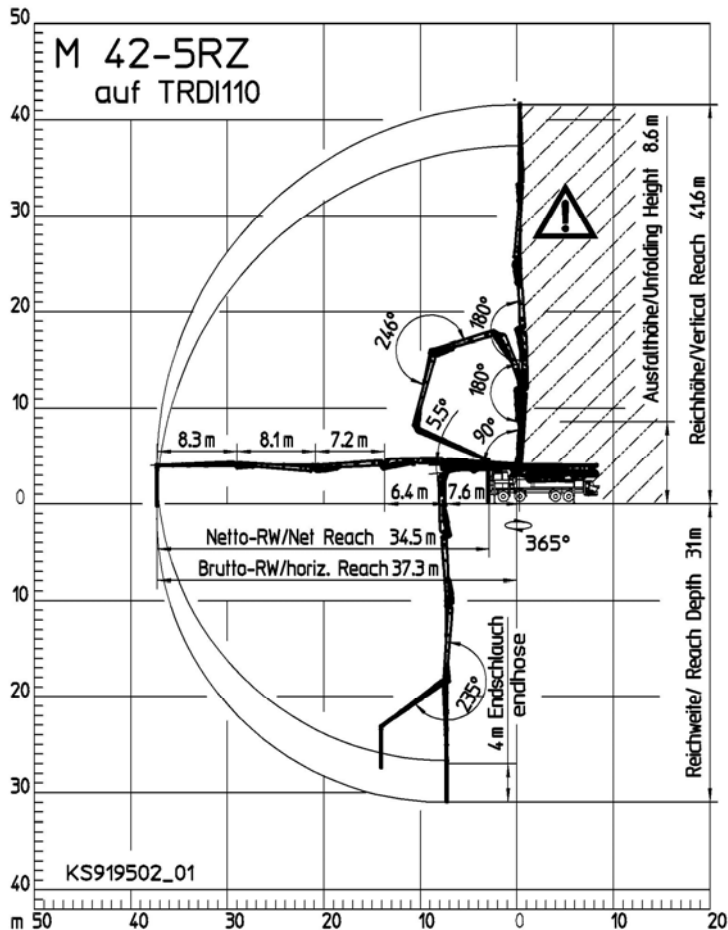 50
M 42-5RZ
auf TRDI110
40
30
20
10
0
10
20
30
40
m 50 40 30 20 10 0 10 20
Ausfalthöhe/Unfolding Height 8.6 m
Reichhöhe/Vertical Reach 41.6 m
246°
180°
180°
5.5°
90°
8.3 m
8.1 m
7.2 m
6.4 m
7.6 m
Netto-RW/Net Reach 34.5 m
365°
Brutto-RW/horiz. Reach 37.3 m
235°
4 m Endschlauch
endhose
Reichweite/ Reach Depth 31 m
KS919502_01